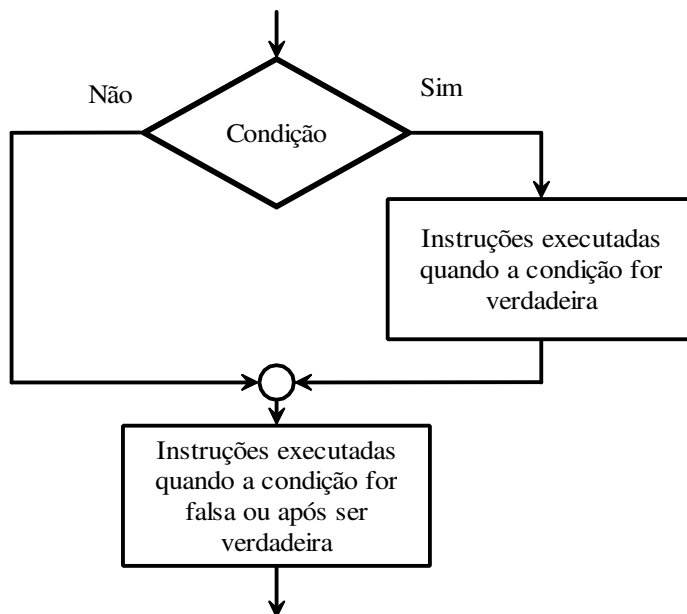 Não
Sim
Condição
Instruções executadas
quando a condição for
verdadeira
Instruções executadas
quando a condição for
falsa ou após ser
verdadeira